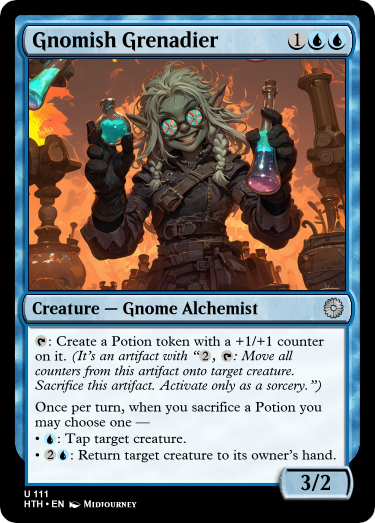 Gnomish Grenadier 1
Creature — Gnome Alchemist
: Create a Potion token with a +1/+1 counter
on it. (It's an artifact with “2, : Move all
counters from this artifact onto target creature.
Sacrifice this artifact. Activate only as a sorcery.”)
Once per turn, when you sacrifice a Potion you
may choose one —
• : Tap target creature.
• 2: Return target creature to its owner's hand.
3/2
U 111
HTH • EN Midjourney